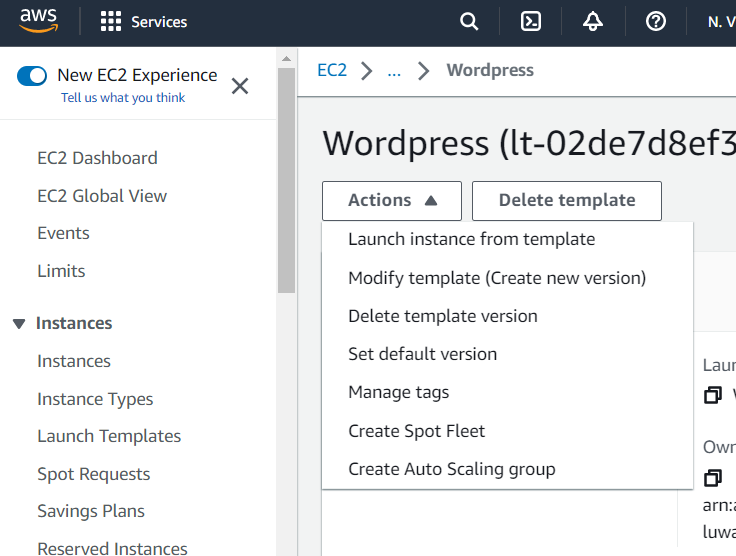 aws
Services
N. V
New EC2 Experience
Tell us what you think
EC2 Dashboard
EC2 Global View
Events
Limits
Instances
Instances
Instance Types
Launch Templates
Spot Requests
Savings Plans
Reserved Instances
EC2 > ... > Wordpress
Wordpress (lt-02de7d8ef3
Actions
Delete template
Launch instance from template
Modify template (Create new version)
Delete template version
Set default version
Manage tags
Create Spot Fleet
Create Auto Scaling group
Laun
Own
arn:a
luwa